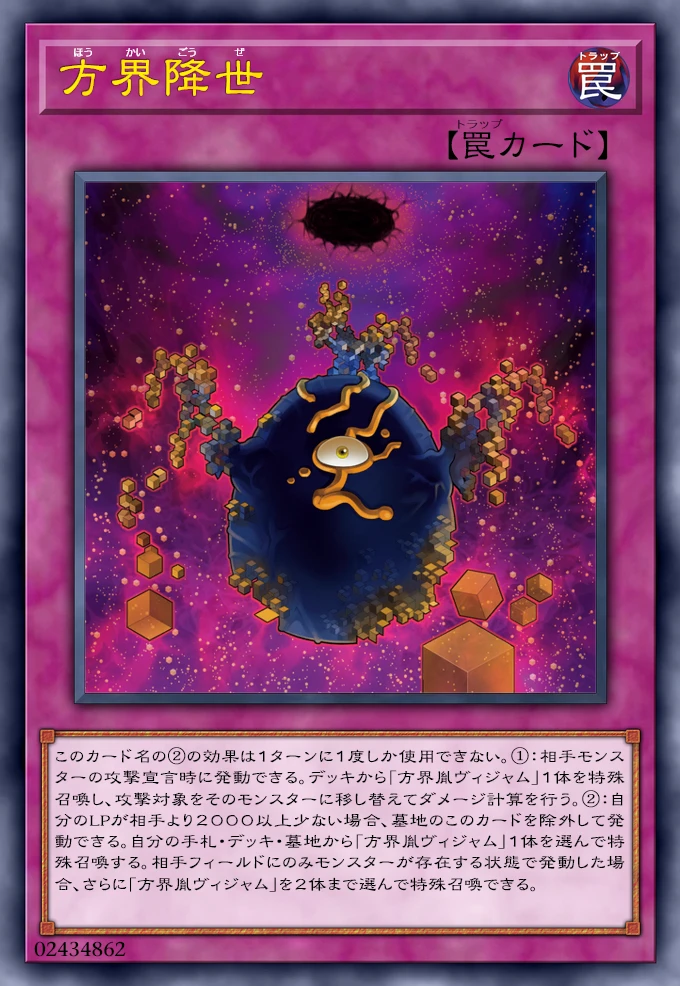 ほう かい ごう ぜ
方界降世
トラップ
罠
トラップ
【罠カード】
このカード名の②の効果は1ターンに1度しか使用できない。①:相手モンス
ターの攻撃宣言時に発動できる。デッキから「方界胤ヴィジャム」1体を特殊
召喚し、攻撃対象をそのモンスターに移し替えてダメージ計算を行う。②:自
分のLPが相手より2000以上少ない場合、墓地のこのカードを除外して発
動できる。自分の手札・デッキ・墓地から「方界胤ヴィジャム」1体を選んで特
殊召喚する。相手フィールドにのみモンスターが存在する状態で発動した場
合、さらに「方界胤ヴィジャム」を2体まで選んで特殊召喚できる。
02434862